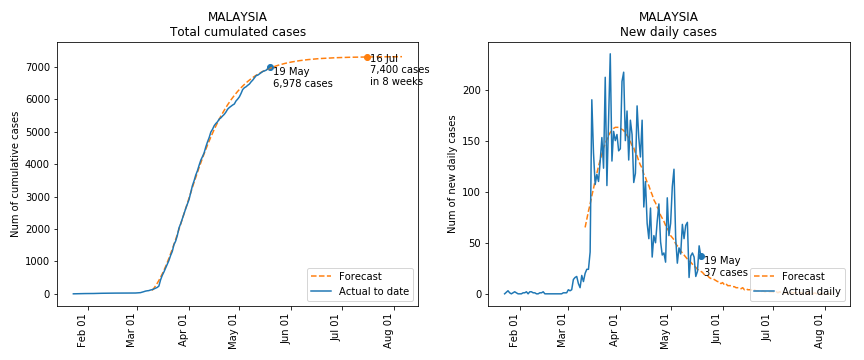 MALAYSIA
Total cumulated cases
Num of cumulative cases
7000
6000
5000
4000
3000
2000
1000
0
19 May
6,978 cases
16 Jul
7,400 cases
in 8 weeks
Forecast
Actual to date
Feb 01
Mar 01
Apr 01
May 01
Jun 01
Jul 01
Aug 01
MALAYSIA
New daily cases
Num of new daily cases
200
150
100
50
0
19 May
37 cases
Forecast
Actual daily
Feb 01
Mar 01
Apr 01
May 01
Jun 01
Jul 01
Aug 01